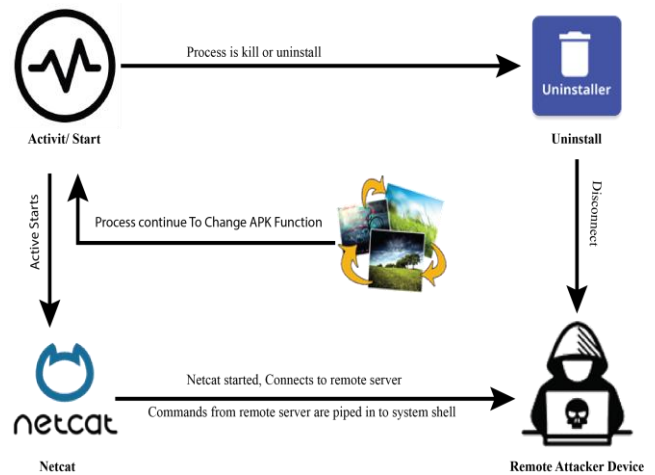 Process is kill or uninstall
Uninstaller
Activit/ Start
Uninstall
Process continue To Change APK Function
Active Starts
Disconnect
Netcat started, Connects to remote server
netcat
Commands from remote server are piped in to system shell
Netcat
Remote Attacker Device